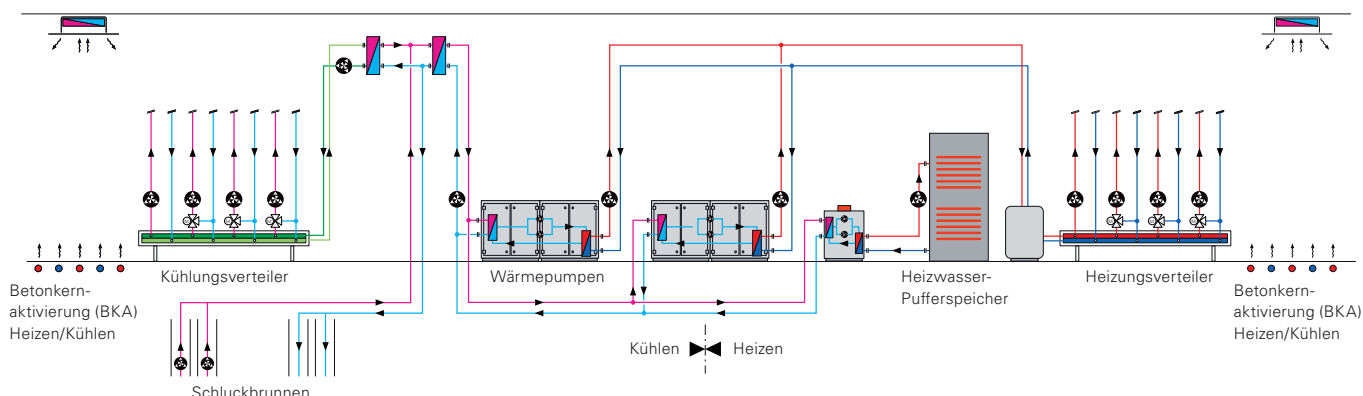 Kühlungsverteiler
Wärmepumpen
Heizwasser-
Pufferspeicher
Heizungsverteiler
Betonkern-
aktivierung (BKA)
Heizen/Kühlen
Betonkern-
aktivierung (BKA)
Heizen/Kühlen
Kühlen
Heizen
Schluckbrunnen